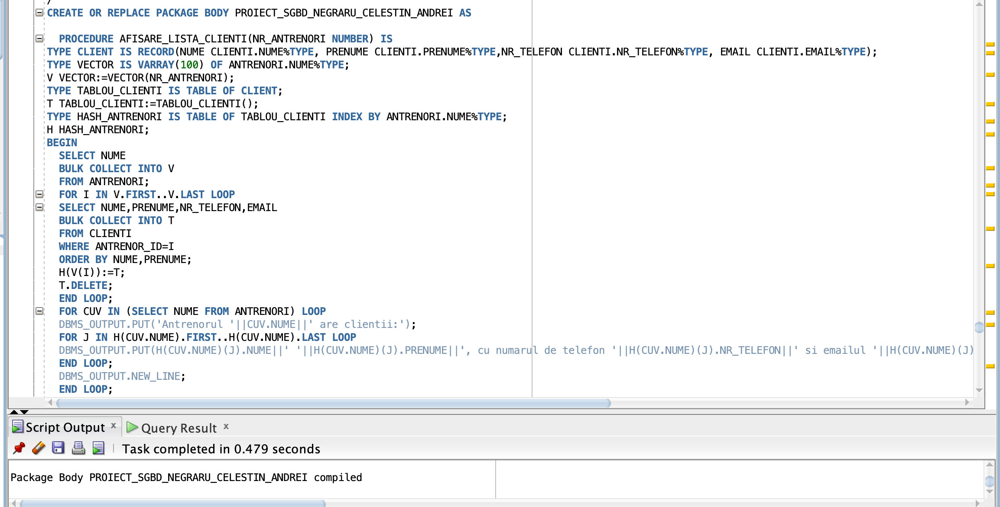 /
CREATE OR REPLACE PACKAGE BODY PROIECT_SGBD_NEGRARU_CELESTIN_ANDREI AS
PROCEDURE AFISARE_LISTA_CLIENTI(NR_ANTRENORI NUMBER) IS
TYPE CLIENT IS RECORD(NUME CLIENTI.NUME%TYPE, PRENUME CLIENTI.PRENUME%TYPE,NR_TELEFON CLIENTI.NR_TELEFON%TYPE, EMAIL CLIENTI.EMAIL%TYPE);
TYPE VECTOR IS VARRAY(100) OF ANTRENORI.NUME%TYPE;
V VECTOR:=VECTOR(NR_ANTRENORI);
TYPE TABLOU_CLIENTI IS TABLE OF CLIENT;
T TABLOU_CLIENTI:=TABLOU_CLIENTI();
TYPE HASH_ANTRENORI IS TABLE OF TABLOU_CLIENTI INDEX BY ANTRENORI.NUME%TYPE;
H HASH_ANTRENORI;
BEGIN
SELECT NUME
BULK COLLECT INTO V
FROM ANTRENORI;
FOR I IN V.FIRST..V.LAST LOOP
SELECT NUME,PRENUME,NR_TELEFON,EMAIL
BULK COLLECT INTO T
FROM CLIENTI
WHERE ANTRENOR_ID=I
ORDER BY NUME,PRENUME;
H(V(I)):=T;
T.DELETE;
END LOOP;
FOR CUV IN (SELECT NUME FROM ANTRENORI) LOOP
DBMS_OUTPUT.PUT('Antrenorul '||CUV.NUME||' are clientii:');
FOR J IN H(CUV.NUME).FIRST..H(CUV.NUME).LAST LOOP
DBMS_OUTPUT.PUT(H(CUV.NUME)(J).NUME||' '||H(CUV.NUME)(J).PRENUME||', cu numarul de telefon '||H(CUV.NUME)(J).NR_TELEFON||' si emailul '||H(CUV.NUME)(J)
END LOOP;
DBMS_OUTPUT.NEW_LINE;
END LOOP;
Script Output x
Query Result x
Task completed in 0.479 seconds
Package Body PROIECT_SGBD_NEGRARU_CELESTIN_ANDREI compiled